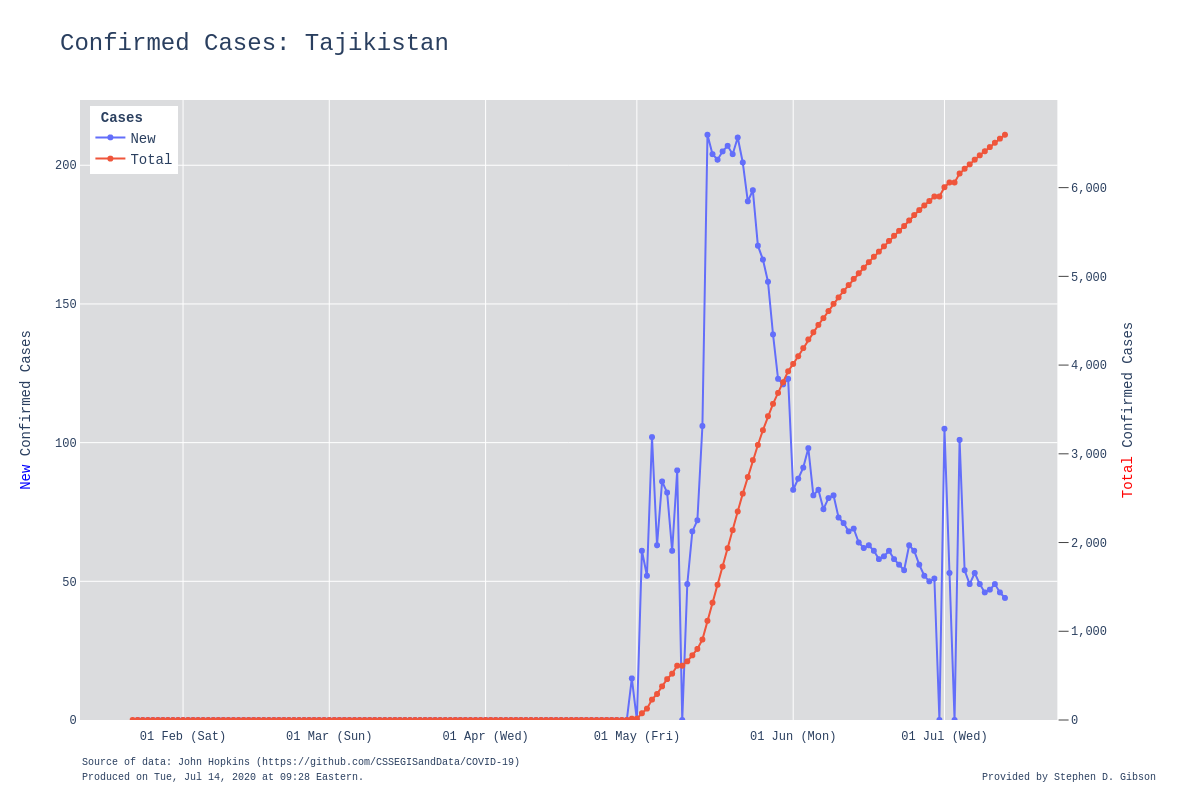 Confirmed Cases: Tajikistan
Cases
New
Total
200
150
100
50
0
New Confirmed Cases
6,000
5,000
4,000
3,000
2,000
1,000
0
Total Confirmed Cases
01 Feb (Sat) 01 Mar (Sun) 01 Apr (Wed) 01 May (Fri) 01 Jun (Mon) 01 Jul (Wed)
Source of data: John Hopkins (https://github.com/CSSEGISandData/COVID-19)
Produced on Tue, Jul 14, 2020 at 09:28 Eastern.
Provided by Stephen D. Gibson